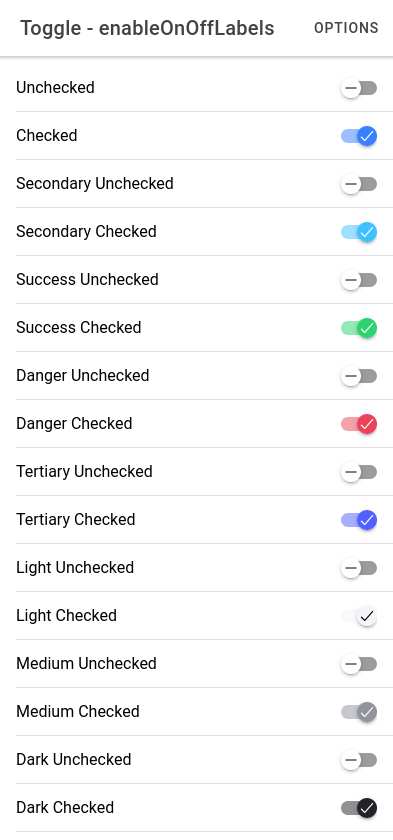 Toggle - enableOnOffLabels OPTIONS
Unchecked
Checked
Secondary Unchecked
Secondary Checked
Success Unchecked
Success Checked
Danger Unchecked
Danger Checked
Tertiary Unchecked
Tertiary Checked
Light Unchecked
Light Checked
Medium Unchecked
Medium Checked
Dark Unchecked
Dark Checked